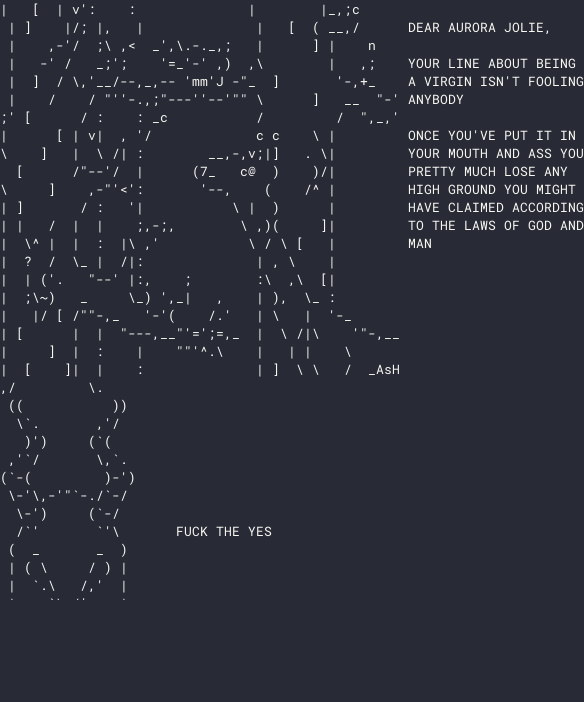 DEAR AURORA JOLIE,
YOUR LINE ABOUT BEING
A VIRGIN ISN'T FOOLING
ANYBODY
ONCE YOU'VE PUT IT IN
YOUR MOUTH AND ASS YOU
PRETTY MUCH LOSE ANY
HIGH GROUND YOU MIGHT
HAVE CLAIMED ACCORDING
TO THE LAWS OF GOD AND
MAN
_AsH
FUCK THE YES